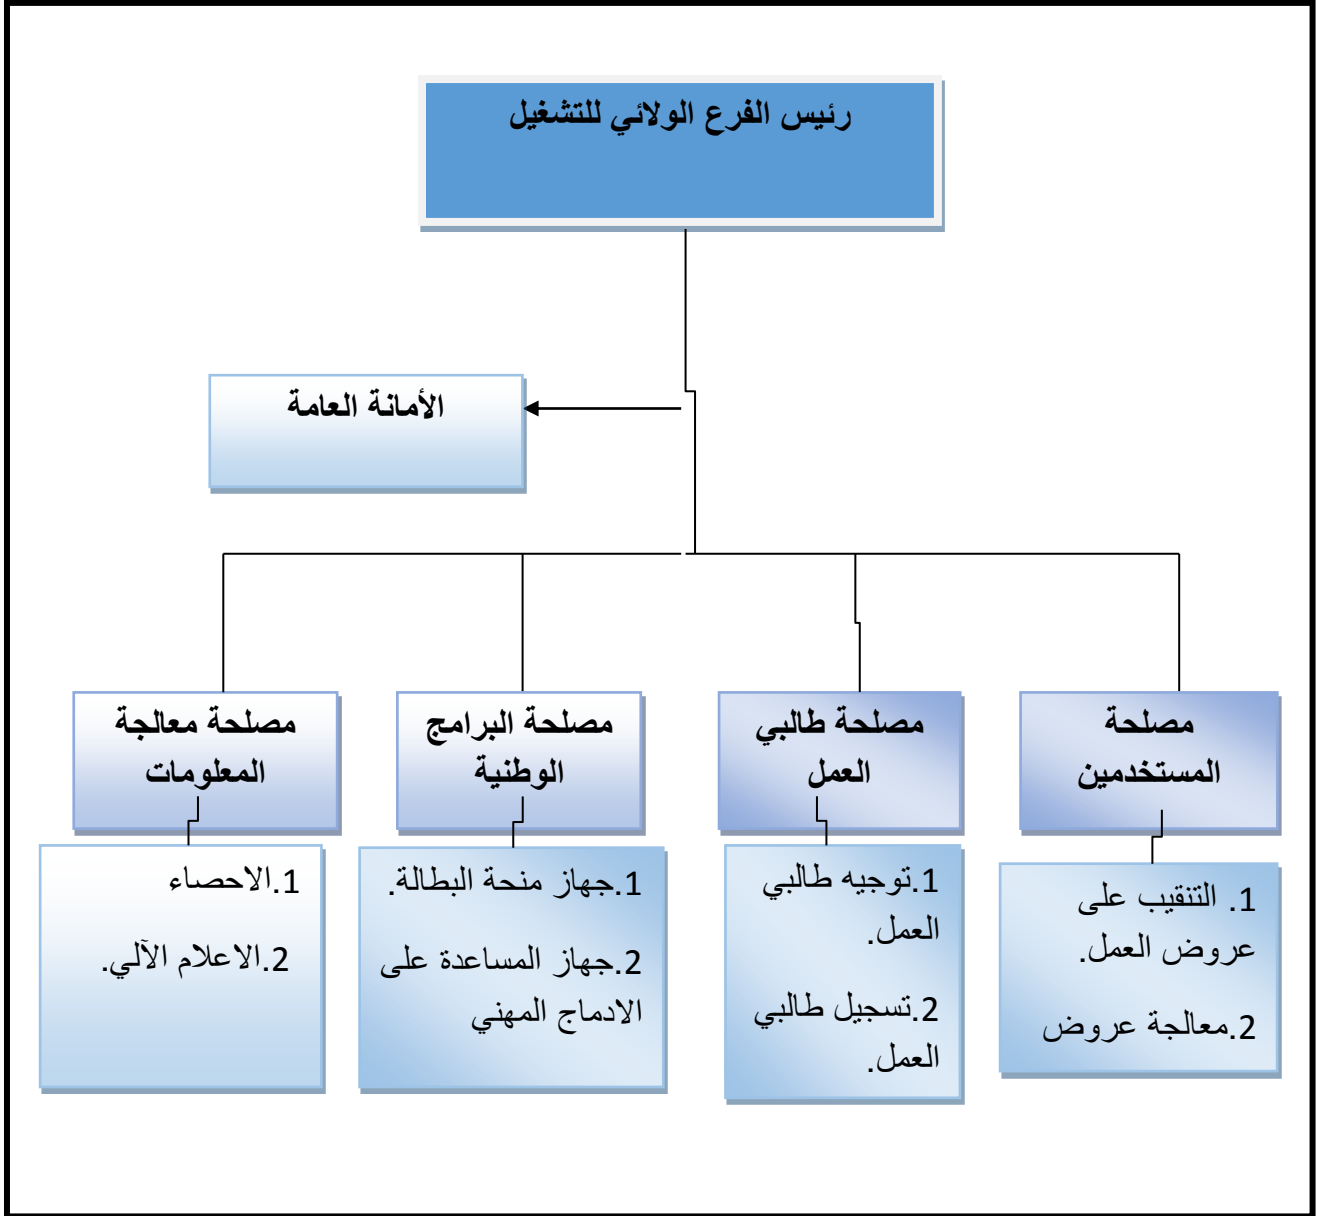 رئيس الفرع الولائي للتشغيل
الأمانة العامة
مصلحة
المستخدمين
مصلحة طالبي
العمل
مصلحة البرامج
الوطنية
مصلحة معالجة
المعلومات
1. التنقيب على
عروض العمل.
2.معالجة عروض
1.توجيه طالبي
العمل.
2.تسجيل طالبي
العمل.
1.جهاز منحة البطالة.
2.جهاز المساعدة على
الادماج المهني
1.الاحصاء
2.الاعلام الآلي.